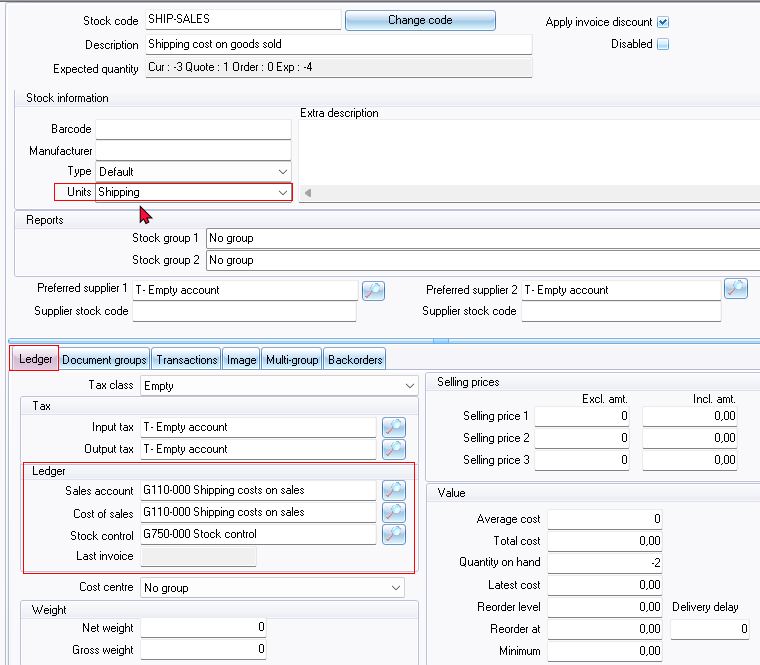 Stock code SHIP-SALES Change code Apply invoice discount
Description Shipping cost on goods sold Disabled
Expected quantity Cur : -3 Quote : 1 Order : 0 Exp : -4
Stock information
Extra description
Barcode
Manufacturer
Type Default
Units Shipping
Reports
Stock group 1 No group
Stock group 2 No group
Preferred supplier 1 T- Empty account Preferred supplier 2 T- Empty account
Supplier stock code Supplier stock code
Ledger Document groups Transactions Image Multi-group Backorders
Tax class Empty
Tax
Input tax T- Empty account
Output tax T- Empty account
Ledger
Sales account G110-000 Shipping costs on sales
Cost of sales G110-000 Shipping costs on sales
Stock control G750-000 Stock control
Last invoice
Cost centre No group
Weight
Net weight 0
Gross weight 0
Selling prices
Excl. amt. Incl. amt.
Selling price 1 0 0,00
Selling price 2 0 0,00
Selling price 3 0 0,00
Value
Average cost 0
Total cost 0,00
Quantity on hand -2
Latest cost 0,00
Reorder level 0,00 Delivery delay
Reorder at 0,00 0
Minimum 0,00